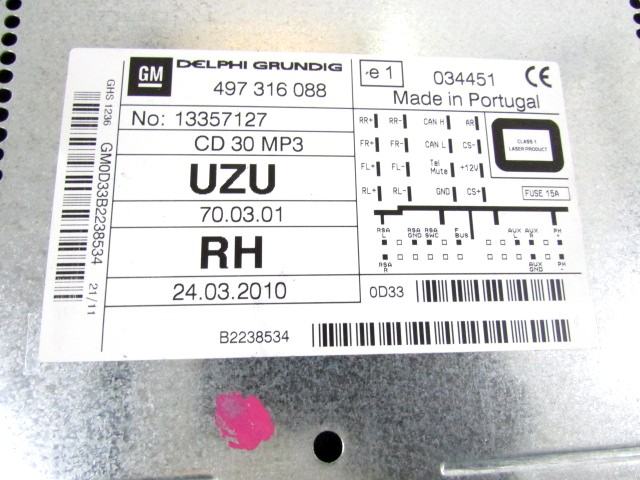 GM
DELPHI GRUNDIG
497 316 088
e 1
034451
CE
Made in Portugal
No: 13357127
CD 30 MP3
UZU
70.03.01
RH
24.03.2010
B2238534
RR+ RR- CAN H AR
FR+ FR- CAN L CS-
FL+ FL- Tel Mute +12V
RL+ RL- GND CS+
CLASS 1
LASER PRODUCT
FUSE 15A
RSA L RSA GND RSA SWC F BUS AUX L AUX R PH +
RSA R AUX GND PH -
0D33
GHS 1236
GM0D33B2238534
21/11